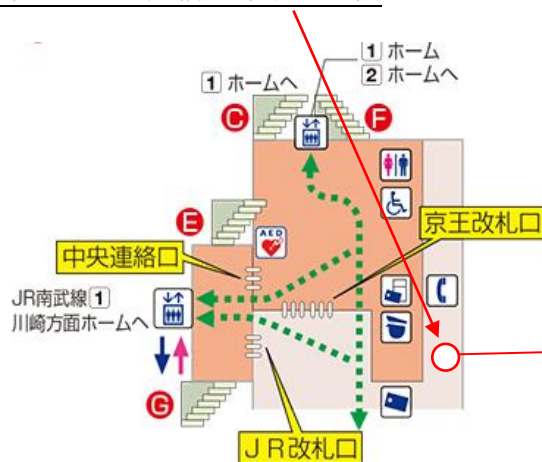 1 ホーム
2 ホームへ
1 ホームへ
C
F
E
AED
京王改札口
中央連絡口
JR南武線 1
川崎方面ホームへ
G
JR改札口